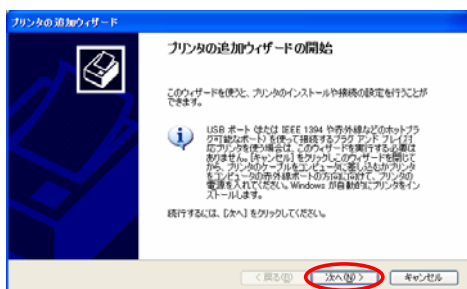 プリンタの追加ウィザード
プリンタの追加ウィザードの開始
このウィザードを使うと、プリンタのインストールや接続の設定を行うことが
できます。
USB ポート (または IEEE 1394 や赤外線などのホットプラ
グ可能なポート) を使って接続するプラグ アンド プレイ対
応プリンタを使う場合は、このウィザードを実行する必要は
ありません。[キャンセル] をクリックしこのウィザードを閉じて
から、プリンタのケーブルをコンピュータに差し込むかプリンタ
をコンピュータの赤外線ポートの方向に向けて、プリンタの
電源を入れてください。Windows が自動的にプリンタをイン
ストールします。
続行するには、[次へ] をクリックしてください。
< 戻る(B)
次へ(N) >
キャンセル